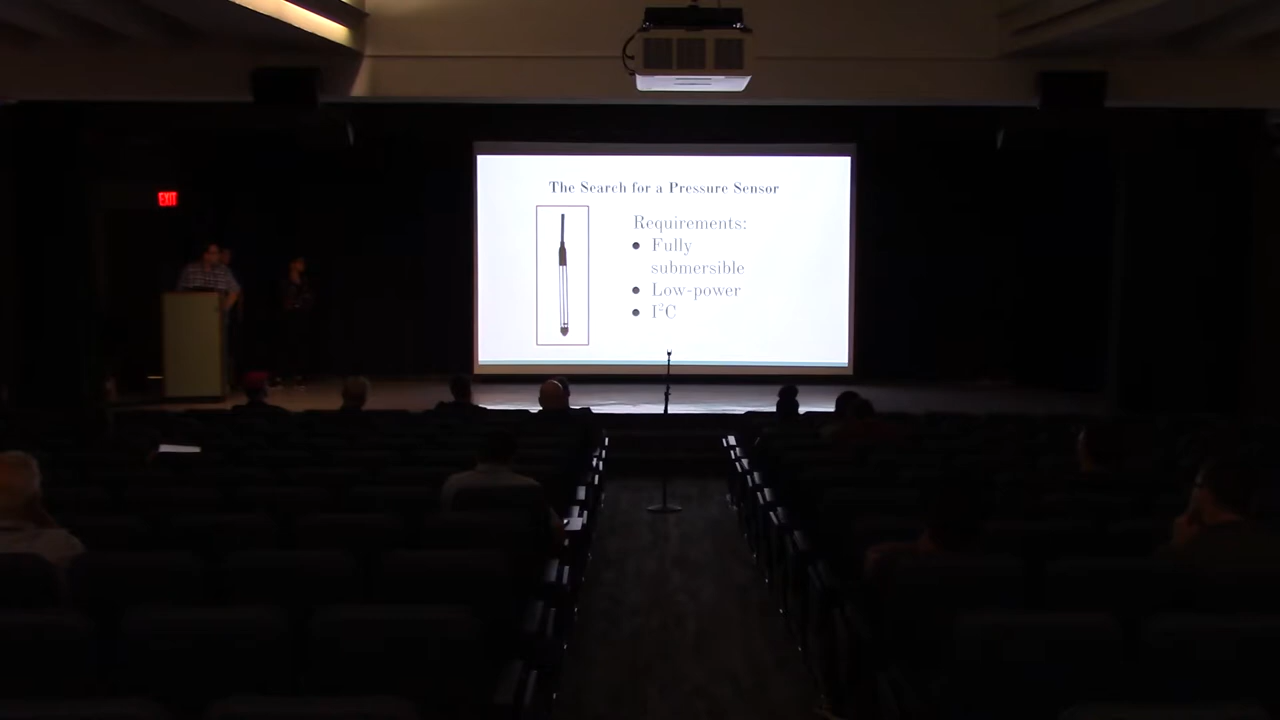 EXIT
The Search for a Pressure Sensor
Requirements:
● Fully
submersible
● Low-power
● I²C